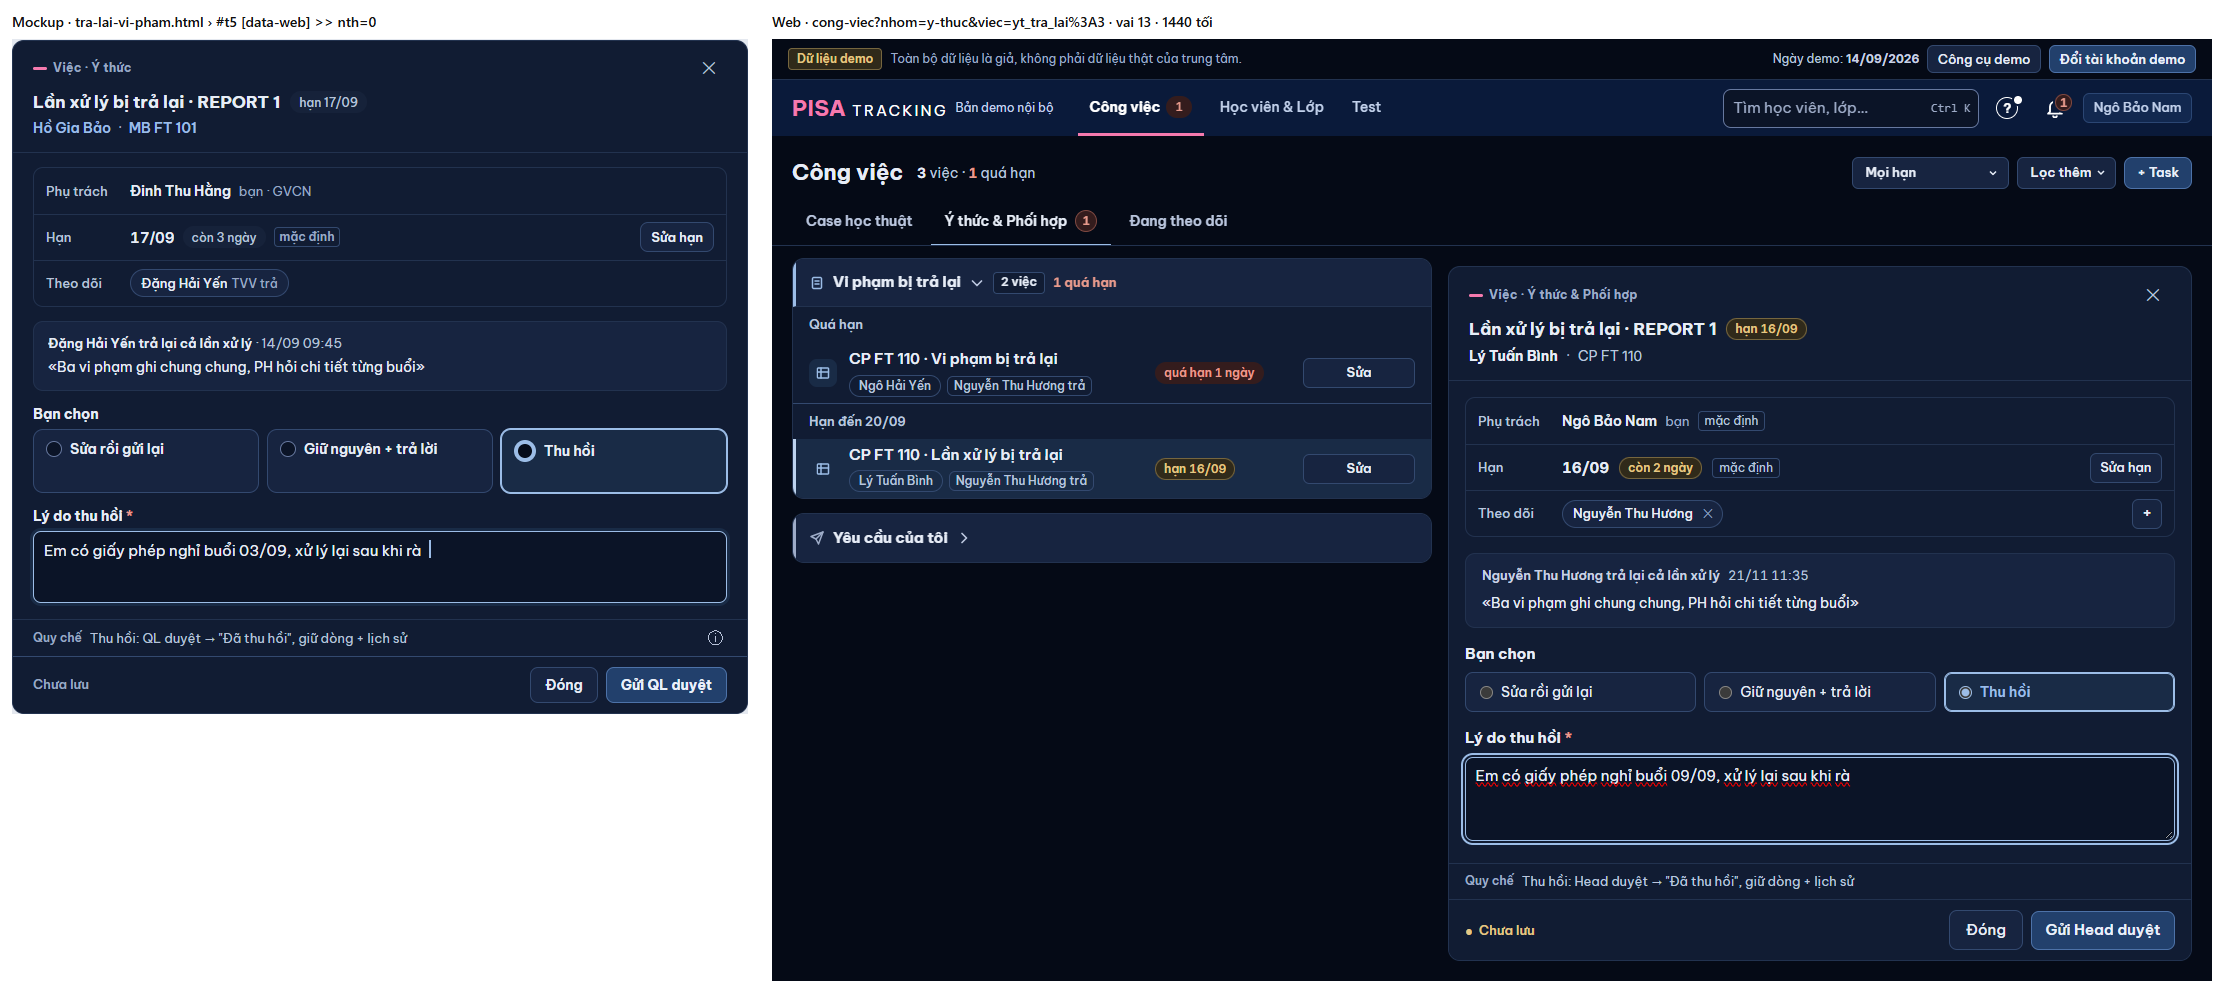 Mockup · tra-lai-vi-pham.html › #t5 [data-web] >> nth=0
Việc · Ý thức
Lần xử lý bị trả lại · REPORT 1 hạn 17/09
Hồ Gia Bảo · MB FT 101
Phụ trách Đinh Thu Hằng bạn · GVCN
Hạn 17/09 còn 3 ngày mặc định Sửa hạn
Theo dõi Đặng Hải Yến TVV trả
Đặng Hải Yến trả lại cả lần xử lý · 14/09 09:45
«Ba vi phạm ghi chung chung, PH hỏi chi tiết từng buổi»
Bạn chọn
Sửa rồi gửi lại Giữ nguyên + trả lời Thu hồi
Lý do thu hồi *
Em có giấy phép nghỉ buổi 03/09, xử lý lại sau khi rà
Quy chế Thu hồi: QL duyệt → "Đã thu hồi", giữ dòng + lịch sử
Chưa lưu Đóng Gửi QL duyệt
Web · cong-viec?nhom=y-thuc&viec=yt_tra_lai%3A3 · vai 13 · 1440 tối
Dữ liệu demo Toàn bộ dữ liệu là giả, không phải dữ liệu thật của trung tâm. Ngày demo: 14/09/2026 Công cụ demo Đổi tài khoản demo
PISA TRACKING Bản demo nội bộ Công việc 1 Học viên & Lớp Test Tìm học viên, lớp... Ctrl K ? 1 Ngô Bảo Nam
Công việc 3 việc · 1 quá hạn Mọi hạn Lọc thêm + Task
Case học thuật Ý thức & Phối hợp 1 Đang theo dõi
Vi phạm bị trả lại 2 việc 1 quá hạn
Quá hạn
CP FT 110 · Vi phạm bị trả lại
Ngô Hải Yến Nguyễn Thu Hương trả quá hạn 1 ngày Sửa
Hạn đến 20/09
CP FT 110 · Lần xử lý bị trả lại
Lý Tuấn Bình Nguyễn Thu Hương trả hạn 16/09 Sửa
Yêu cầu của tôi
Việc · Ý thức & Phối hợp
Lần xử lý bị trả lại · REPORT 1 hạn 16/09
Lý Tuấn Bình · CP FT 110
Phụ trách Ngô Bảo Nam bạn mặc định
Hạn 16/09 còn 2 ngày mặc định Sửa hạn
Theo dõi Nguyễn Thu Hương +
Nguyễn Thu Hương trả lại cả lần xử lý 21/11 11:35
«Ba vi phạm ghi chung chung, PH hỏi chi tiết từng buổi»
Bạn chọn
Sửa rồi gửi lại Giữ nguyên + trả lời Thu hồi
Lý do thu hồi *
Em có giấy phép nghỉ buổi 09/09, xử lý lại sau khi rà
Quy chế Thu hồi: Head duyệt → "Đã thu hồi", giữ dòng + lịch sử
Chưa lưu Đóng Gửi Head duyệt